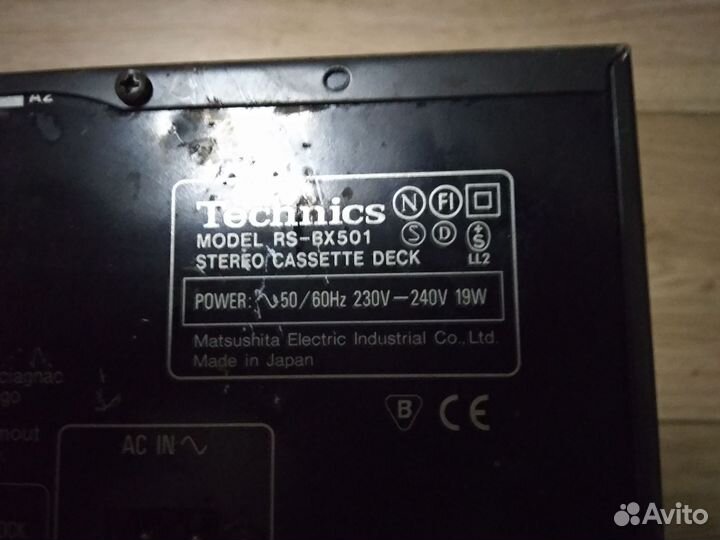 Technics
N FI
MODEL RS-BX501
S D S
STEREO CASSETTE DECK
LL2
POWER: 50/60Hz 230V—240V 19W
Matsushita Electric Industrial Co., Ltd.
Made in Japan
B CE
AC IN
Avito